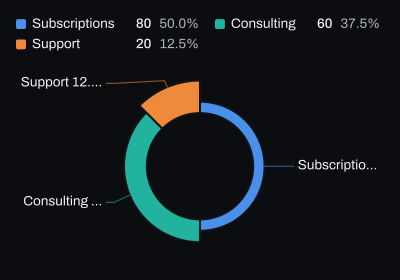 Subscriptions 80 50.0% Consulting 60 37.5%
Support 20 12.5%
Support 12....
Subscriptio...
Consulting ...